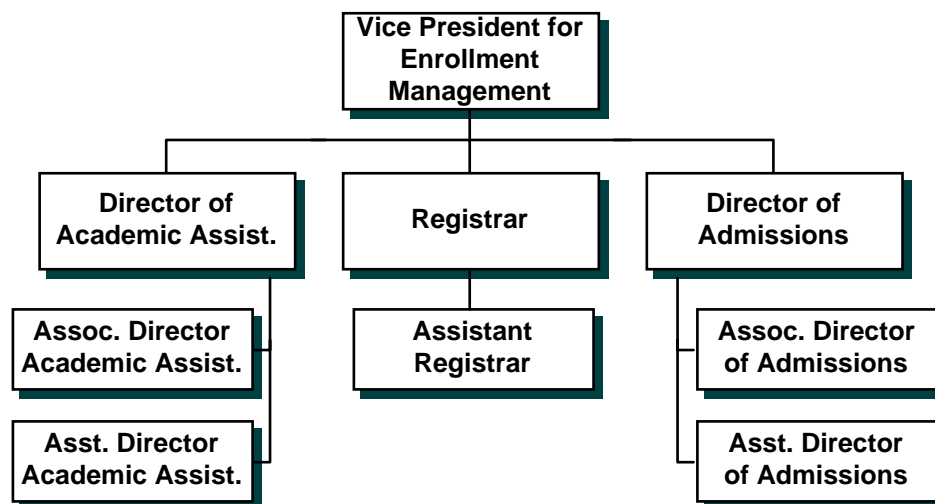 Vice President for
Enrollment
Management
Director of
Academic Assist.
Registrar
Director of
Admissions
Assoc. Director
Academic Assist.
Assistant
Registrar
Assoc. Director
of Admissions
Asst. Director
Academic Assist.
Asst. Director
of Admissions